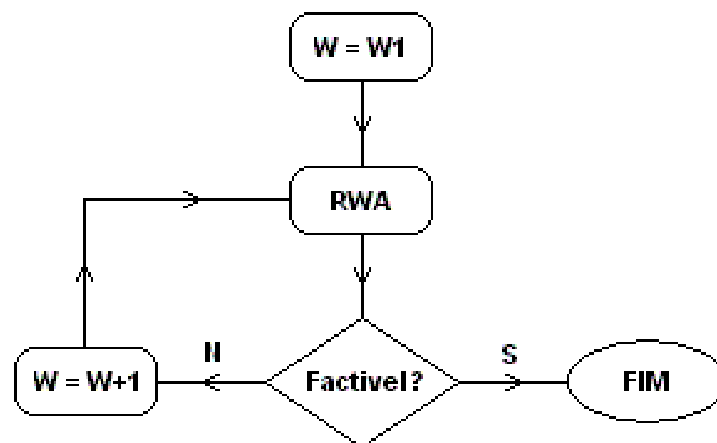 W = W1
RWA
N
S
W = W+1
Factivel?
FIM